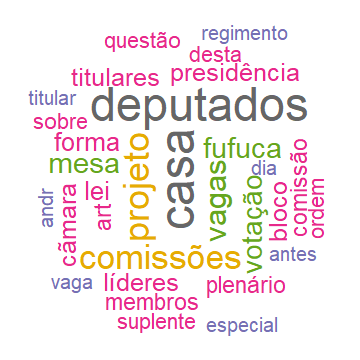 questão
regimento
desta
titulares
presidência
titular
deputados
sobre
forma
mesa
projeto
casa
fufuca
vagas
dia
votação
bloco
comissão
ordem
andr
câmara
lei
art
comissões
antes
vaga
líderes
plenário
membros
suplente
especial